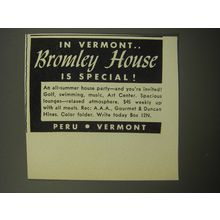 IN VERMONT..
Bromley House
IS SPECIAL!
An all-summer house party—and you're invited!
Golf, swimming, music, Art Center. Spacious
lounges—relaxed atmosphere. $45 weekly up
with all meals. Rec: A.A.A., Gourmet & Duncan
Hines. Color folder. Write today Box 12N.
PERU • VERMONT